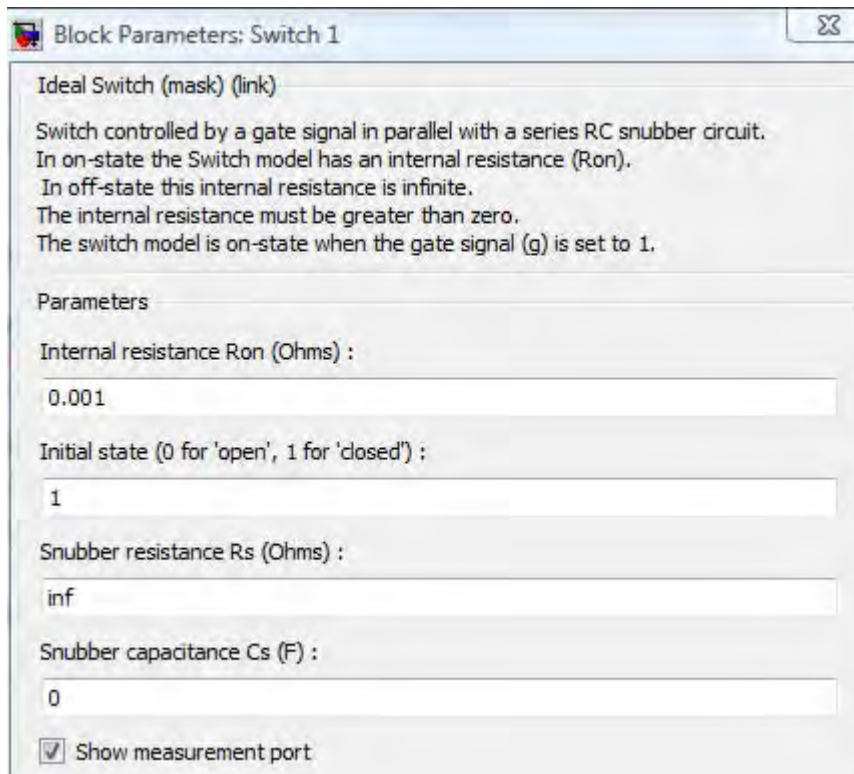 Block Parameters: Switch 1
Ideal Switch (mask) (link)
Switch controlled by a gate signal in parallel with a series RC snubber circuit.
In on-state the Switch model has an internal resistance (Ron).
In off-state this internal resistance is infinite.
The internal resistance must be greater than zero.
The switch model is on-state when the gate signal (g) is set to 1.
Parameters
Internal resistance Ron (Ohms) :
0.001
Initial state (0 for 'open', 1 for 'closed') :
1
Snubber resistance Rs (Ohms) :
inf
Snubber capacitance Cs (F) :
0
Show measurement port